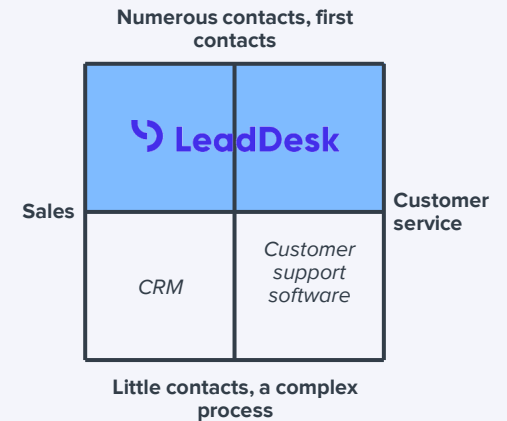 Numerous contacts, first
contacts
LeadDesk
Sales
Customer
service
CRM
Customer
support
software
Little contacts, a complex
process